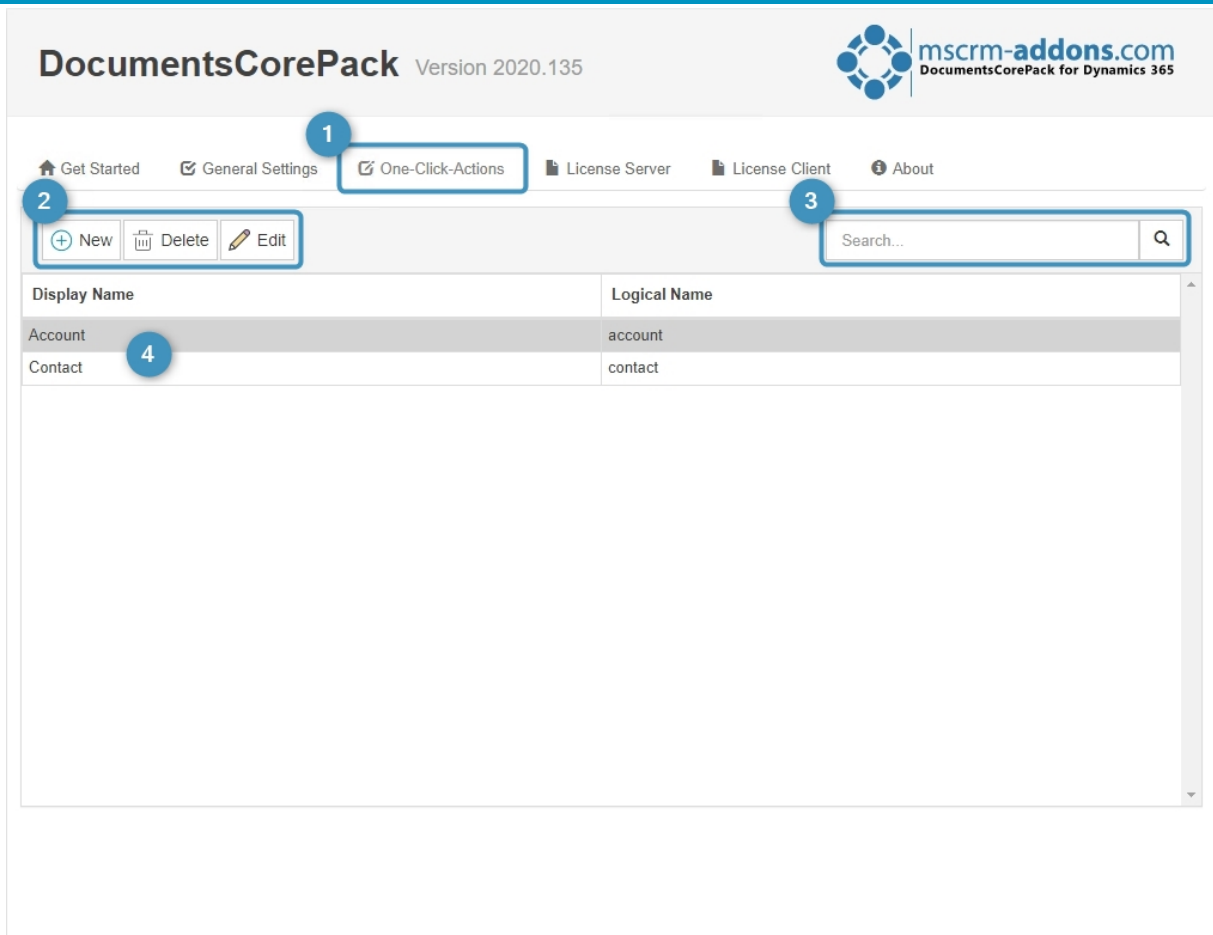 DocumentsCorePack Version 2020.135
mscrm-addons.com
DocumentsCorePack for Dynamics 365
1
Get Started General Settings One-Click-Actions License Server License Client About
2 3
New Delete Edit Search...
Display Name Logical Name
Account account
4
Contact contact